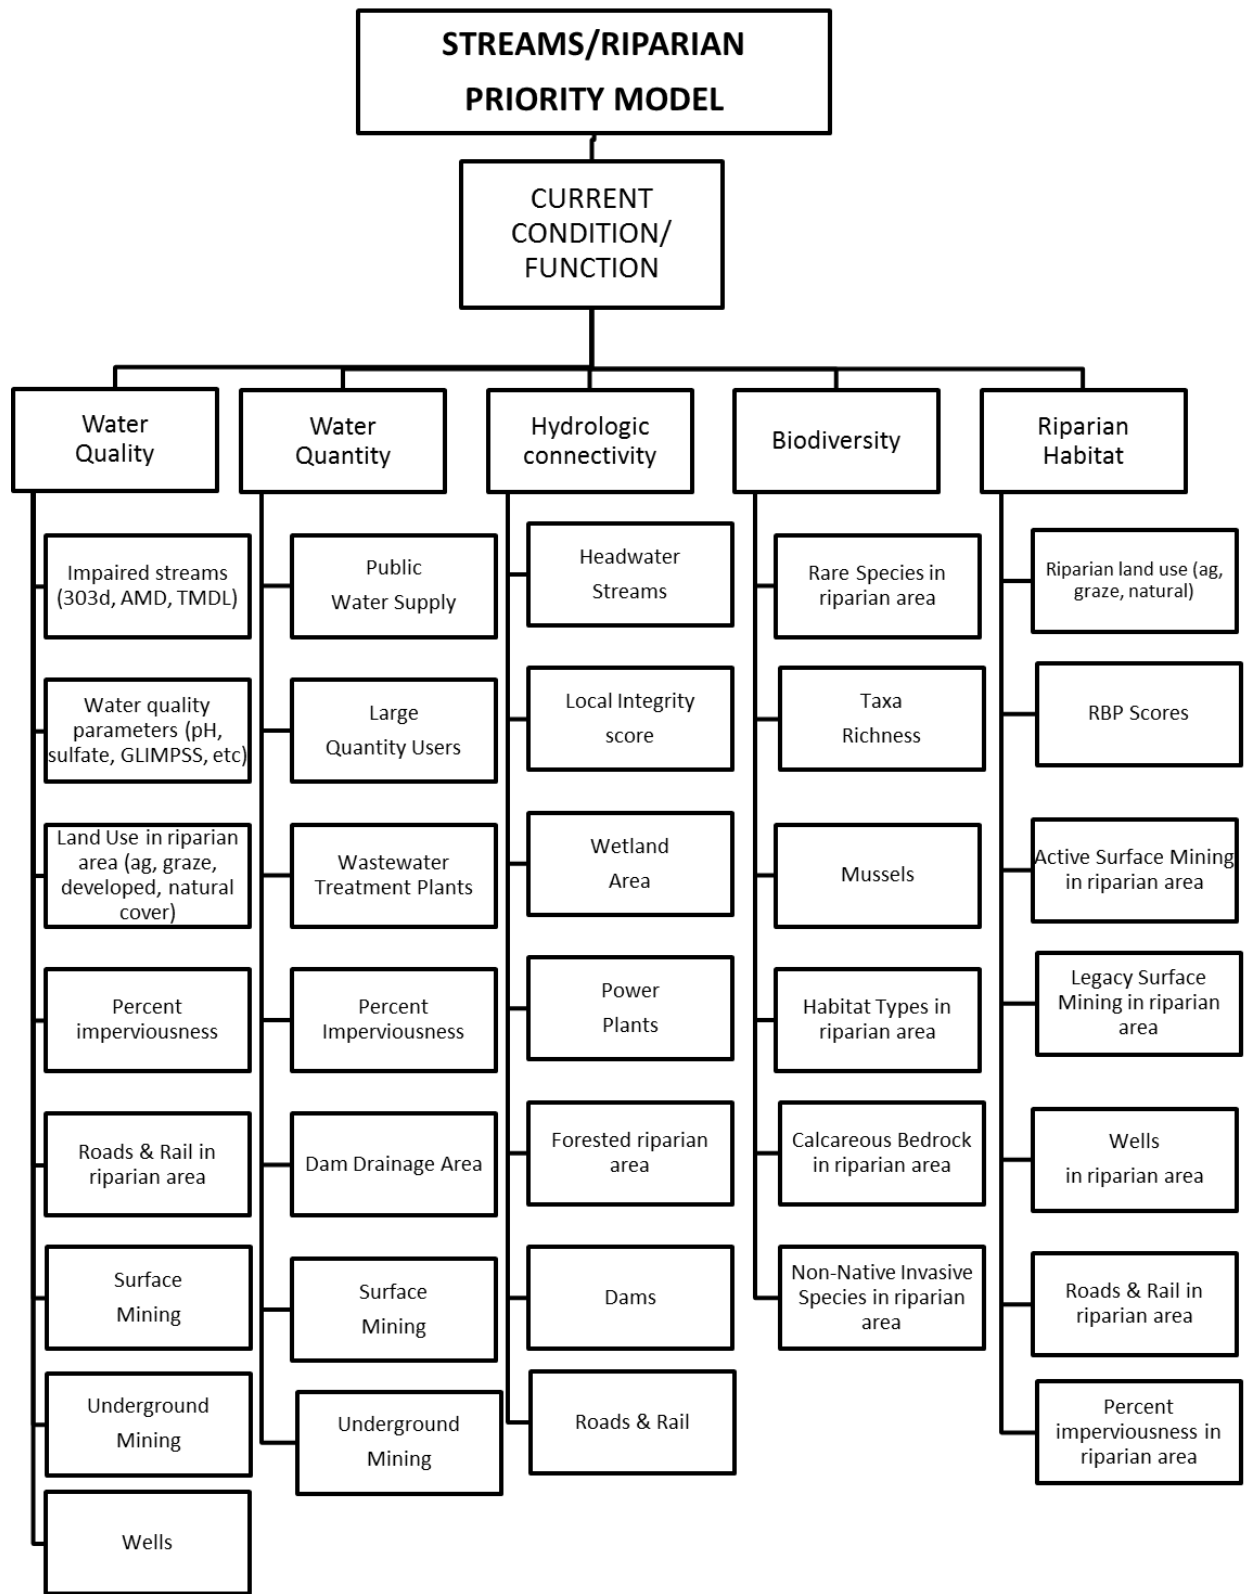 STREAMS/RIPARIAN
PRIORITY MODEL
CURRENT
CONDITION/
FUNCTION
Water
Quality
Impaired streams
(303d, AMD, TMDL)
Water quality
parameters (pH,
sulfate, GLIMPSS, etc)
Land Use in riparian
area (ag, graze,
developed, natural
cover)
Percent
imperviousness
Roads & Rail in
riparian area
Surface
Mining
Underground
Mining
Wells
Water
Quantity
Public
Water Supply
Large
Quantity Users
Wastewater
Treatment Plants
Percent
Imperviousness
Dam Drainage Area
Surface
Mining
Underground
Mining
Hydrologic
connectivity
Headwater
Streams
Local Integrity
score
Wetland
Area
Power
Plants
Forested riparian
area
Dams
Roads & Rail
Biodiversity
Rare Species in
riparian area
Taxa
Richness
Mussels
Habitat Types in
riparian area
Calcareous Bedrock
in riparian area
Non-Native Invasive
Species in riparian
area
Riparian
Habitat
Riparian land use (ag,
graze, natural)
RBP Scores
Active Surface Mining
in riparian area
Legacy Surface
Mining in riparian
area
Wells
in riparian area
Roads & Rail in
riparian area
Percent
imperviousness in
riparian area